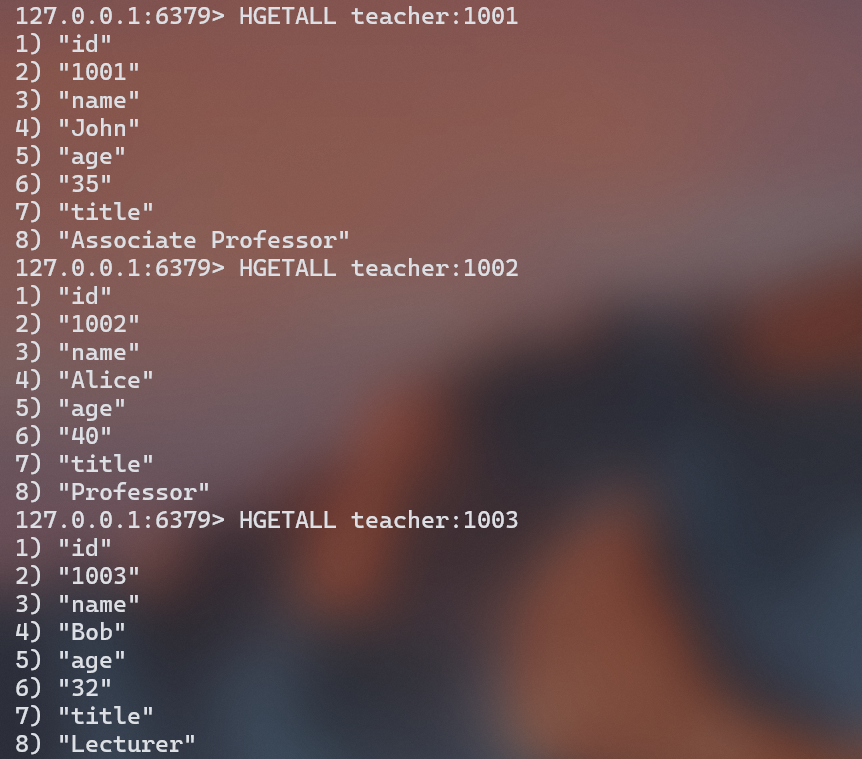 127.0.0.1:6379> HGETALL teacher:1001
1) "id"
2) "1001"
3) "name"
4) "John"
5) "age"
6) "35"
7) "title"
8) "Associate Professor"
127.0.0.1:6379> HGETALL teacher:1002
1) "id"
2) "1002"
3) "name"
4) "Alice"
5) "age"
6) "40"
7) "title"
8) "Professor"
127.0.0.1:6379> HGETALL teacher:1003
1) "id"
2) "1003"
3) "name"
4) "Bob"
5) "age"
6) "32"
7) "title"
8) "Lecturer"